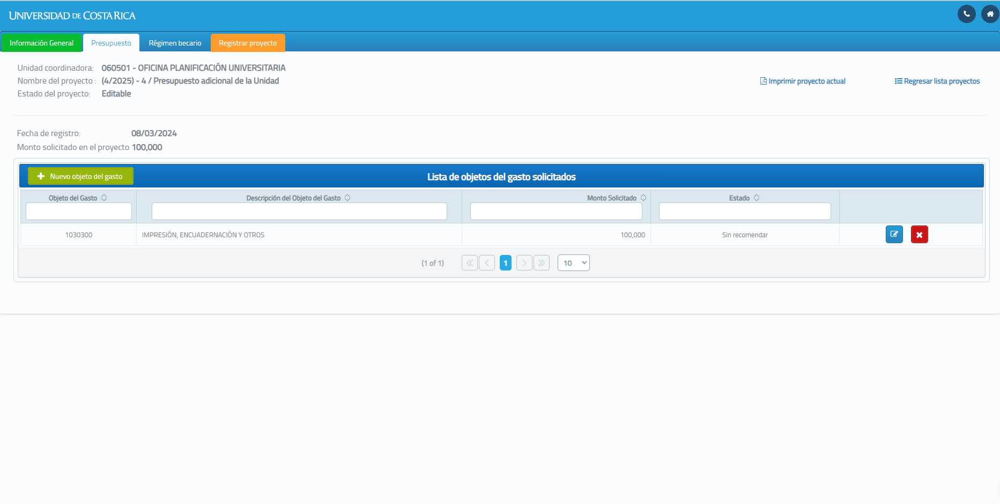 UNIVERSIDAD DE COSTA RICA
Información General Presupuesto Régimen becario Registrar proyecto
Unidad coordinadora: 060501 - OFICINA PLANIFICACIÓN UNIVERSITARIA
Nombre del proyecto : (4/2025) - 4 / Presupuesto adicional de la Unidad
Imprimir proyecto actual Regresar lista proyectos
Estado del proyecto: Editable
Fecha de registro: 08/03/2024
Monto solicitado en el proyecto 100,000
Nuevo objeto del gasto Lista de objetos del gasto solicitados
Objeto del Gasto Descripción del Objeto del Gasto Monto Solicitado Estado
1030300 IMPRESIÓN, ENCUADERNACIÓN Y OTROS 100,000 Sin recomendar
(1 of 1) 1 10